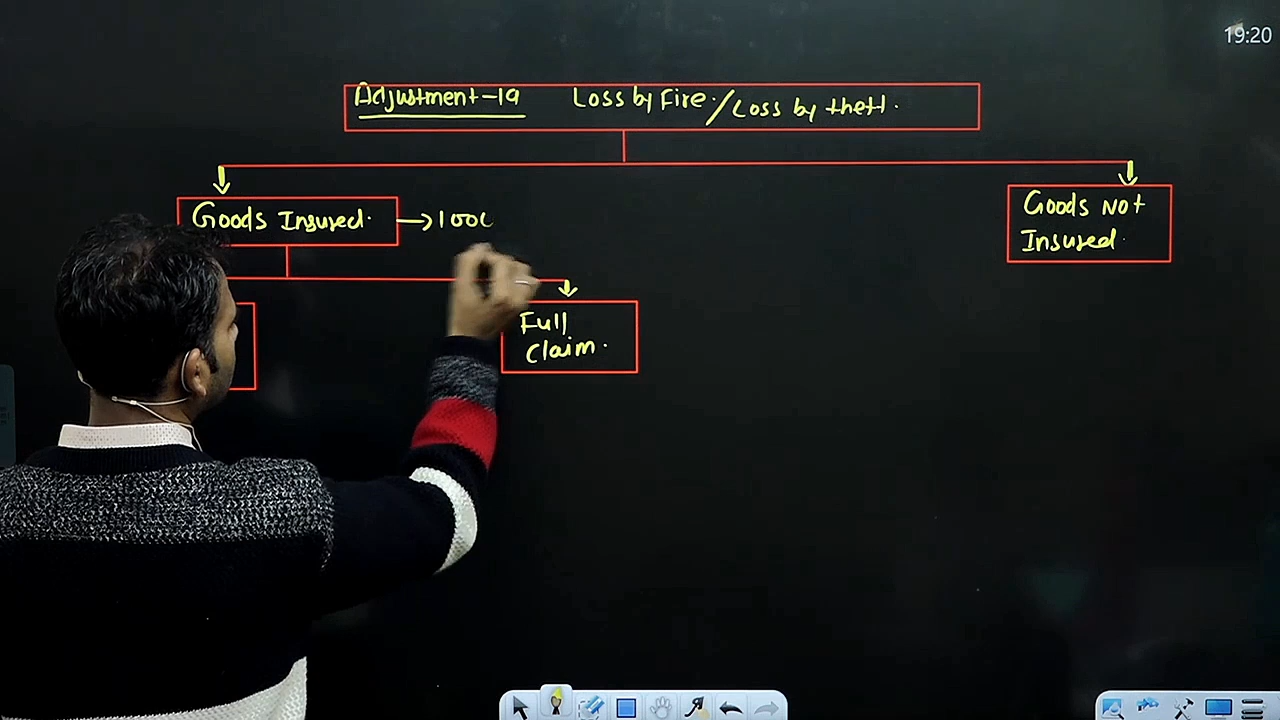 19:20
Adjustment-19 Loss by Fire./Loss by theft.
Goods Insured. →100
Goods Not
Insured.
Full
Claim.